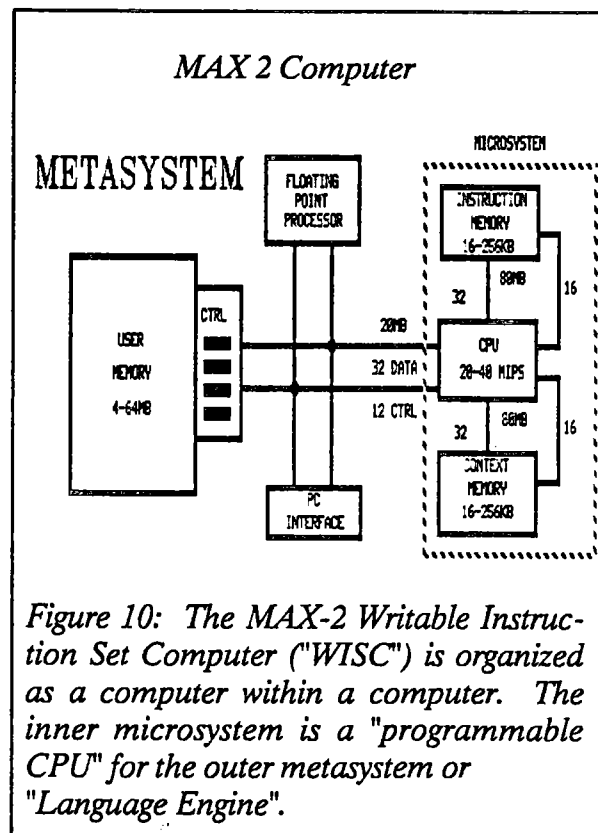 MAX 2 Computer
METASYSTEM
MICROSYSTEM
FLOATING
POINT
PROCESSOR
INSTRUCTION
MEMORY
16-256KB
USER
MEMORY
4-64MB
CTRL
20MB
32 DATA
12 CTRL
32
80MB
16
CPU
20-40 MIPS
32
80MB
16
CONTEXT
MEMORY
16-256KB
PC
INTERFACE
Figure 10: The MAX-2 Writable Instruc-
tion Set Computer ("WISC") is organized
as a computer within a computer. The
inner microsystem is a "programmable
CPU" for the outer metasystem or
"Language Engine".